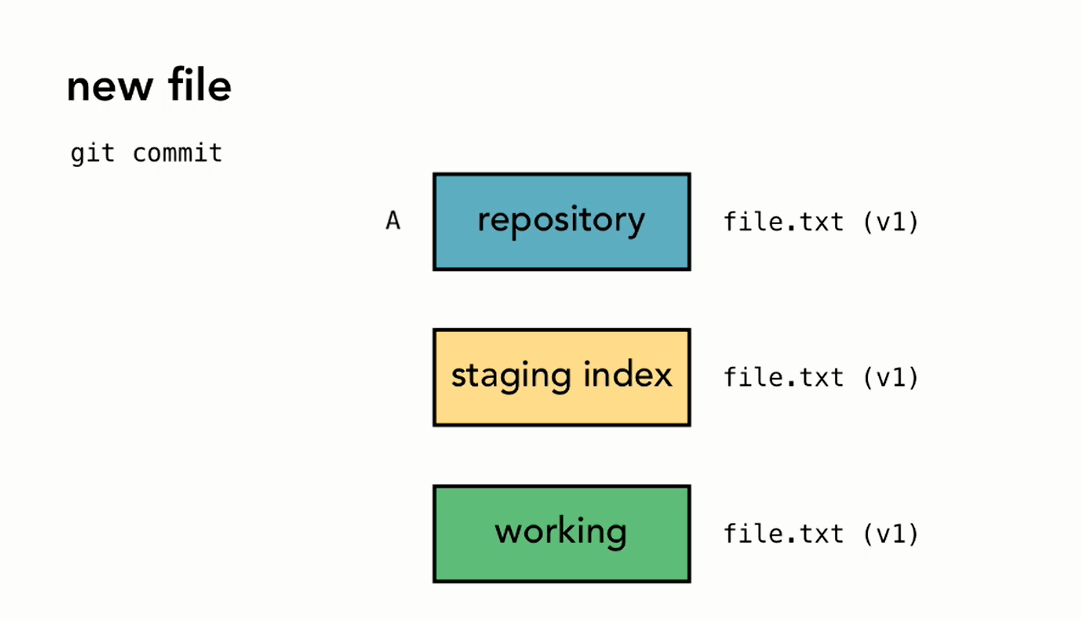 new file
git commit
A
repository
file.txt (v1)
staging index
file.txt (v1)
working
file.txt (v1)